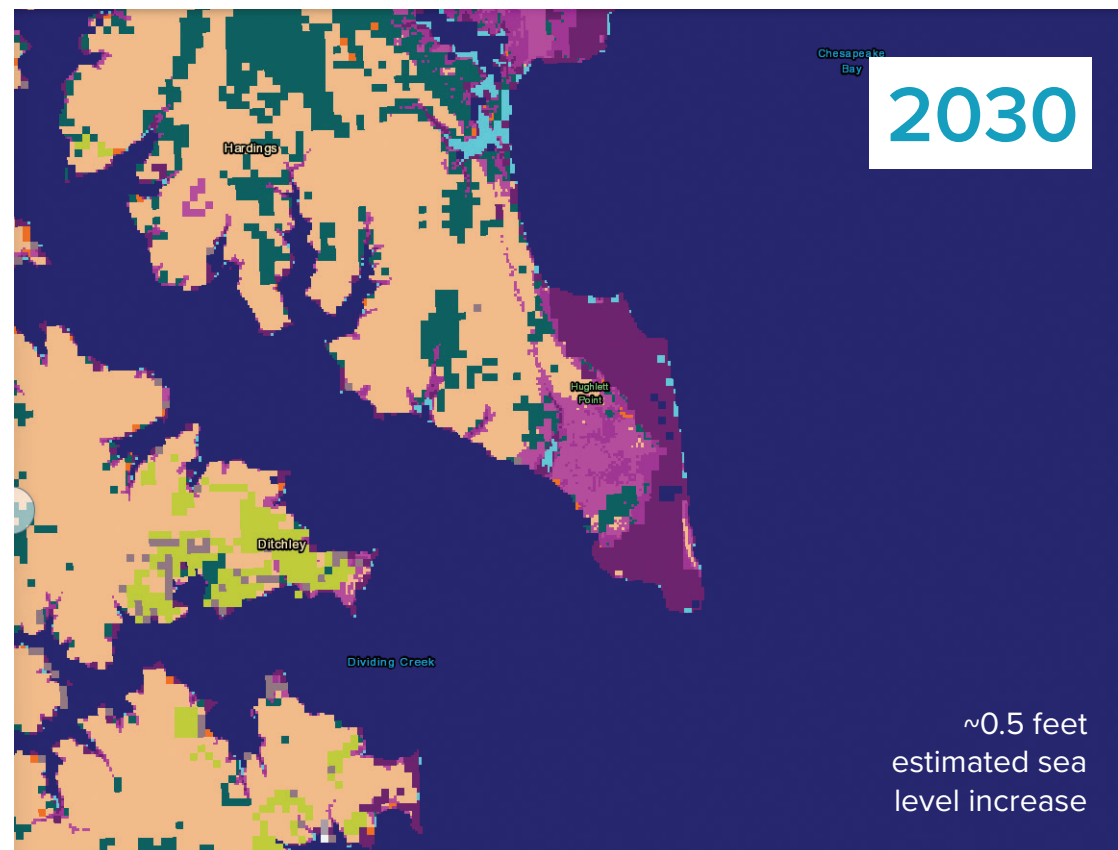 Chesapeake
Bay
2030
Hardings
Hughlett
Point
Ditchley
Dividing Creek
~0.5 feet
estimated sea
level increase